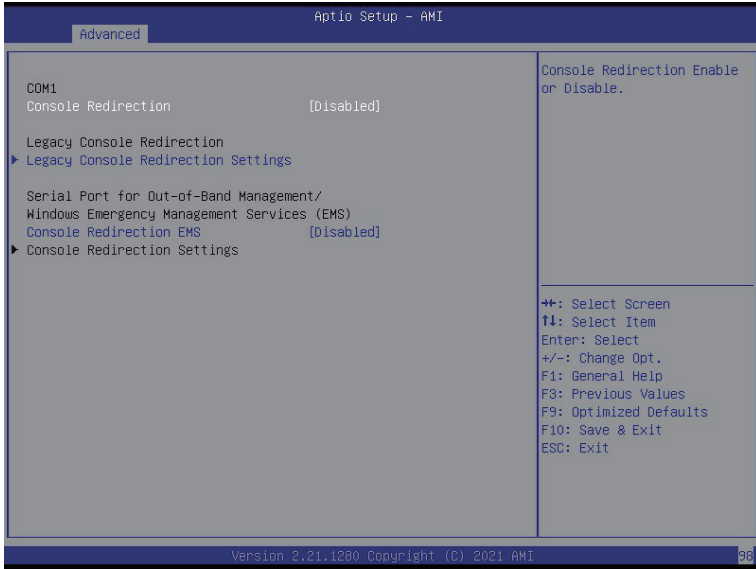 Aptio Setup – AMI
Advanced
COM1
Console Redirection [Disabled]
Legacy Console Redirection
▶ Legacy Console Redirection Settings
Serial Port for Out-of-Band Management/
Windows Emergency Management Services (EMS)
Console Redirection EMS [Disabled]
▶ Console Redirection Settings
Console Redirection Enable
or Disable.
→←: Select Screen
↑↓: Select Item
Enter: Select
+/-: Change Opt.
F1: General Help
F3: Previous Values
F9: Optimized Defaults
F10: Save & Exit
ESC: Exit
Version 2.21.1280 Copyright (C) 2021 AMI
98